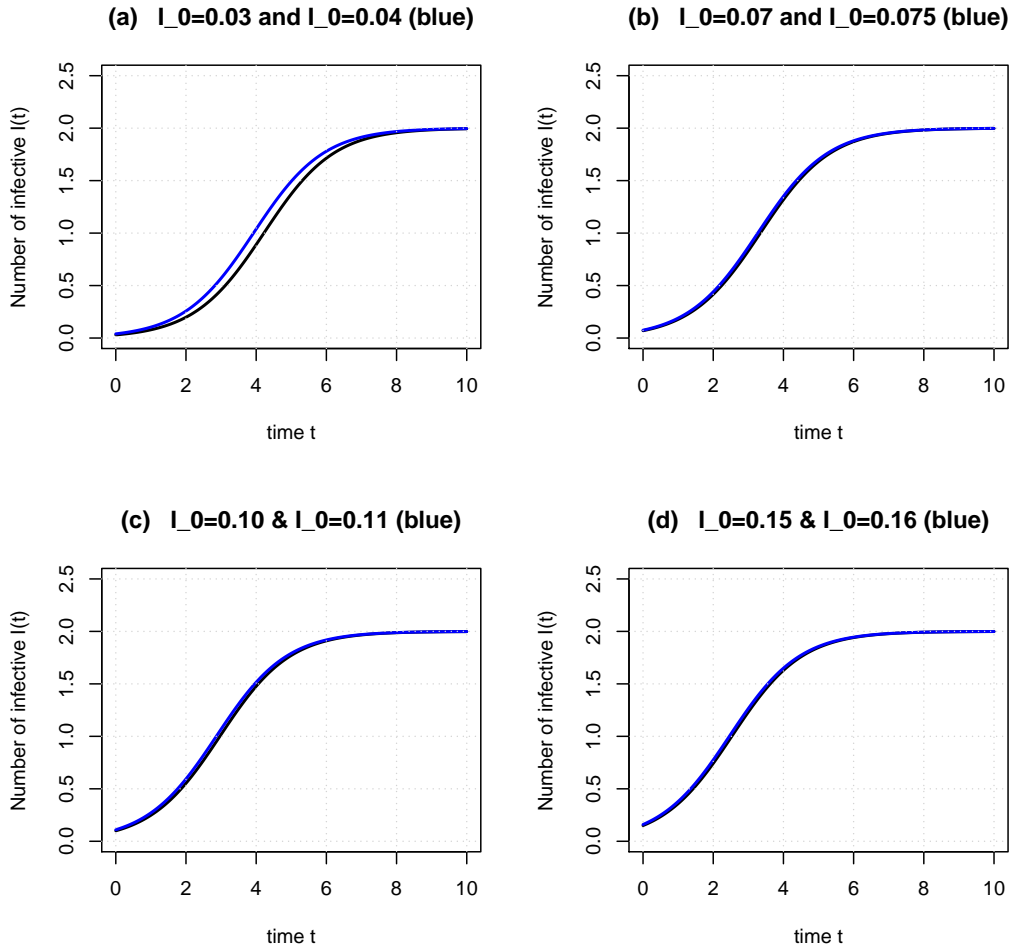 (a) I_0=0.03 and I_0=0.04 (blue)
Number of infective I(t)
2.5
2.0
1.5
1.0
0.5
0.0
0 2 4 6 8 10
time t
(b) I_0=0.07 and I_0=0.075 (blue)
Number of infective I(t)
2.5
2.0
1.5
1.0
0.5
0.0
0 2 4 6 8 10
time t
(c) I_0=0.10 & I_0=0.11 (blue)
Number of infective I(t)
2.5
2.0
1.5
1.0
0.5
0.0
0 2 4 6 8 10
time t
(d) I_0=0.15 & I_0=0.16 (blue)
Number of infective I(t)
2.5
2.0
1.5
1.0
0.5
0.0
0 2 4 6 8 10
time t